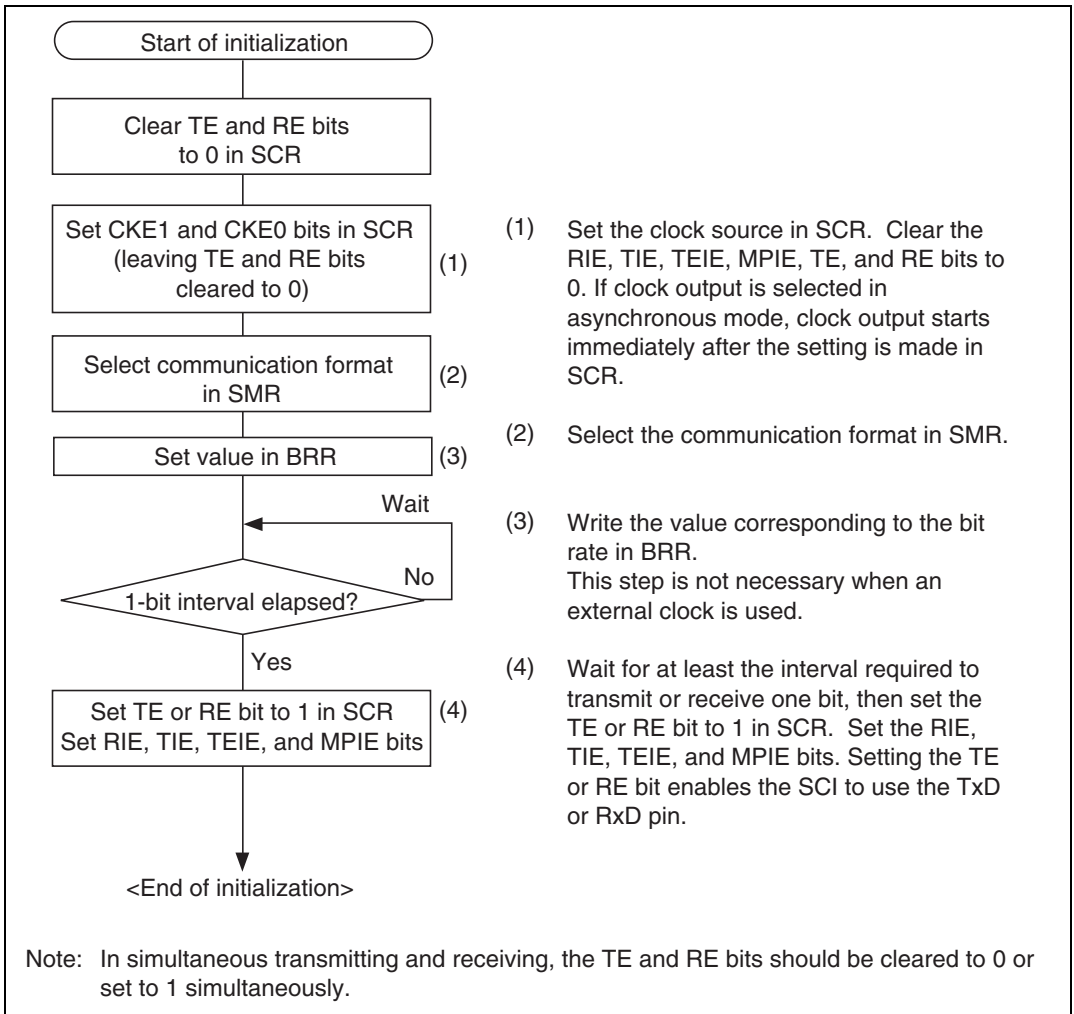 Start of initialization
Clear TE and RE bits
to 0 in SCR
Set CKE1 and CKE0 bits in SCR
(leaving TE and RE bits
cleared to 0)
(1)
Select communication format
in SMR
(2)
Set value in BRR
(3)
Wait
No
1-bit interval elapsed?
Yes
Set TE or RE bit to 1 in SCR
Set RIE, TIE, TEIE, and MPIE bits
(4)
<End of initialization>
(1) Set the clock source in SCR. Clear the
RIE, TIE, TEIE, MPIE, TE, and RE bits to
0. If clock output is selected in
asynchronous mode, clock output starts
immediately after the setting is made in
SCR.
(2) Select the communication format in SMR.
(3) Write the value corresponding to the bit
rate in BRR.
This step is not necessary when an
external clock is used.
(4) Wait for at least the interval required to
transmit or receive one bit, then set the
TE or RE bit to 1 in SCR. Set the RIE,
TIE, TEIE, and MPIE bits. Setting the TE
or RE bit enables the SCI to use the TxD
or RxD pin.
Note: In simultaneous transmitting and receiving, the TE and RE bits should be cleared to 0 or
set to 1 simultaneously.